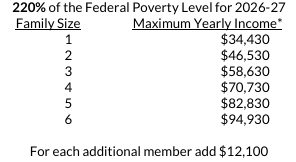 220% of the Federal Poverty Level for 2026-27
Family Size Maximum Yearly Income*
1 $34,430
2 $46,530
3 $58,630
4 $70,730
5 $82,830
6 $94,930
For each additional member add $12,100